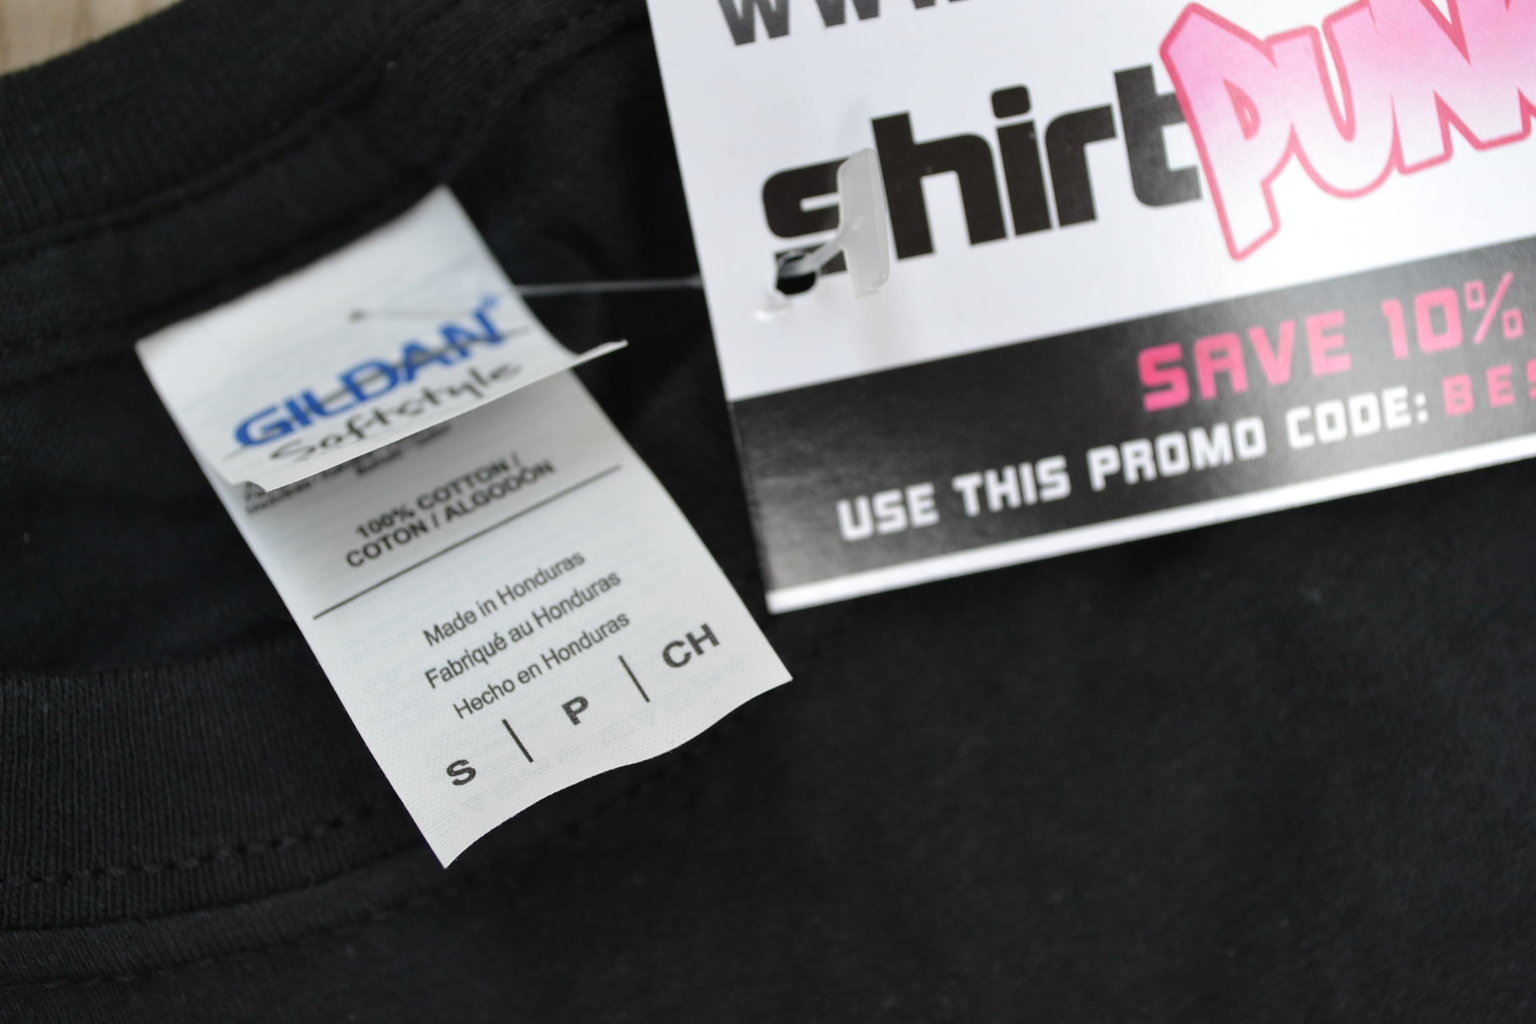 GILDAN®
Softstyle
100% COTTON /
COTON / ALGODÓN
Made in Honduras
Fabriqué au Honduras
Hecho en Honduras
S | P | CH
shirt PUNK
SAVE 10%
USE THIS PROMO CODE: